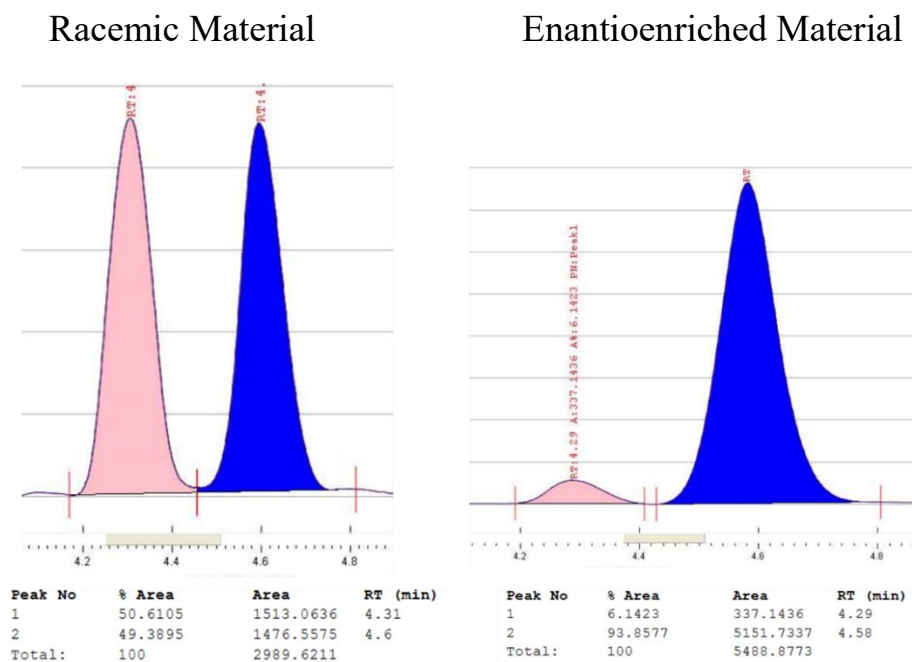 Racemic Material
Enantioenriched Material
RT:4
RT:4.
4.2 4.4 4.6 4.8
Peak No % Area Area RT (min)
1 50.6105 1513.0636 4.31
2 49.3895 1476.5575 4.6
Total: 100 2989.6211
RT:4.29 A:337.1436 A%:6.1423 PN:Peak1
RT
4.2 4.4 4.6 4.8
Peak No % Area Area RT (min)
1 6.1423 337.1436 4.29
2 93.8577 5151.7337 4.58
Total: 100 5488.8773